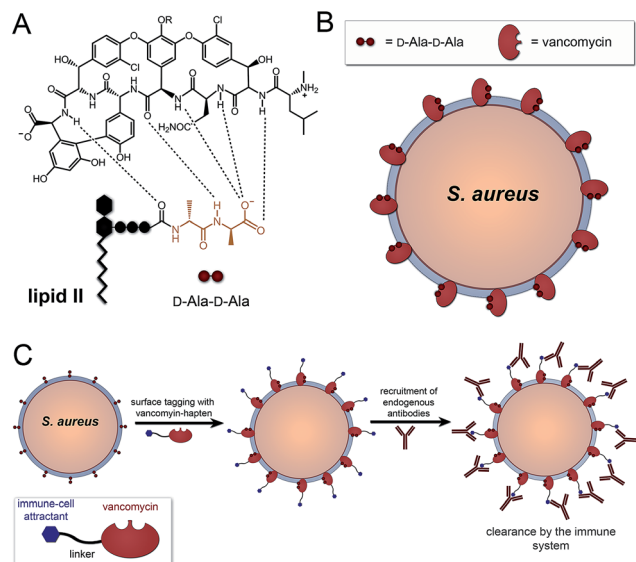 A
OR
Cl
O
O
HO
OH
Cl
O
O
O
H
N
N
H
O
H
N
N
H
O
H
N
N
H
NH2
+
HN
O
O
O
−O
H2NOC
HO
OH
OH
O
N
H
O
H
N
O−
O
lipid II
D-Ala-D-Ala
B
= D-Ala-D-Ala
= vancomycin
S. aureus
C
S. aureus
surface tagging with
vancomyin-hapten
recruitment of
endogenous
antibodies
clearance by the immune
system
immune-cell
attractant
vancomycin
linker